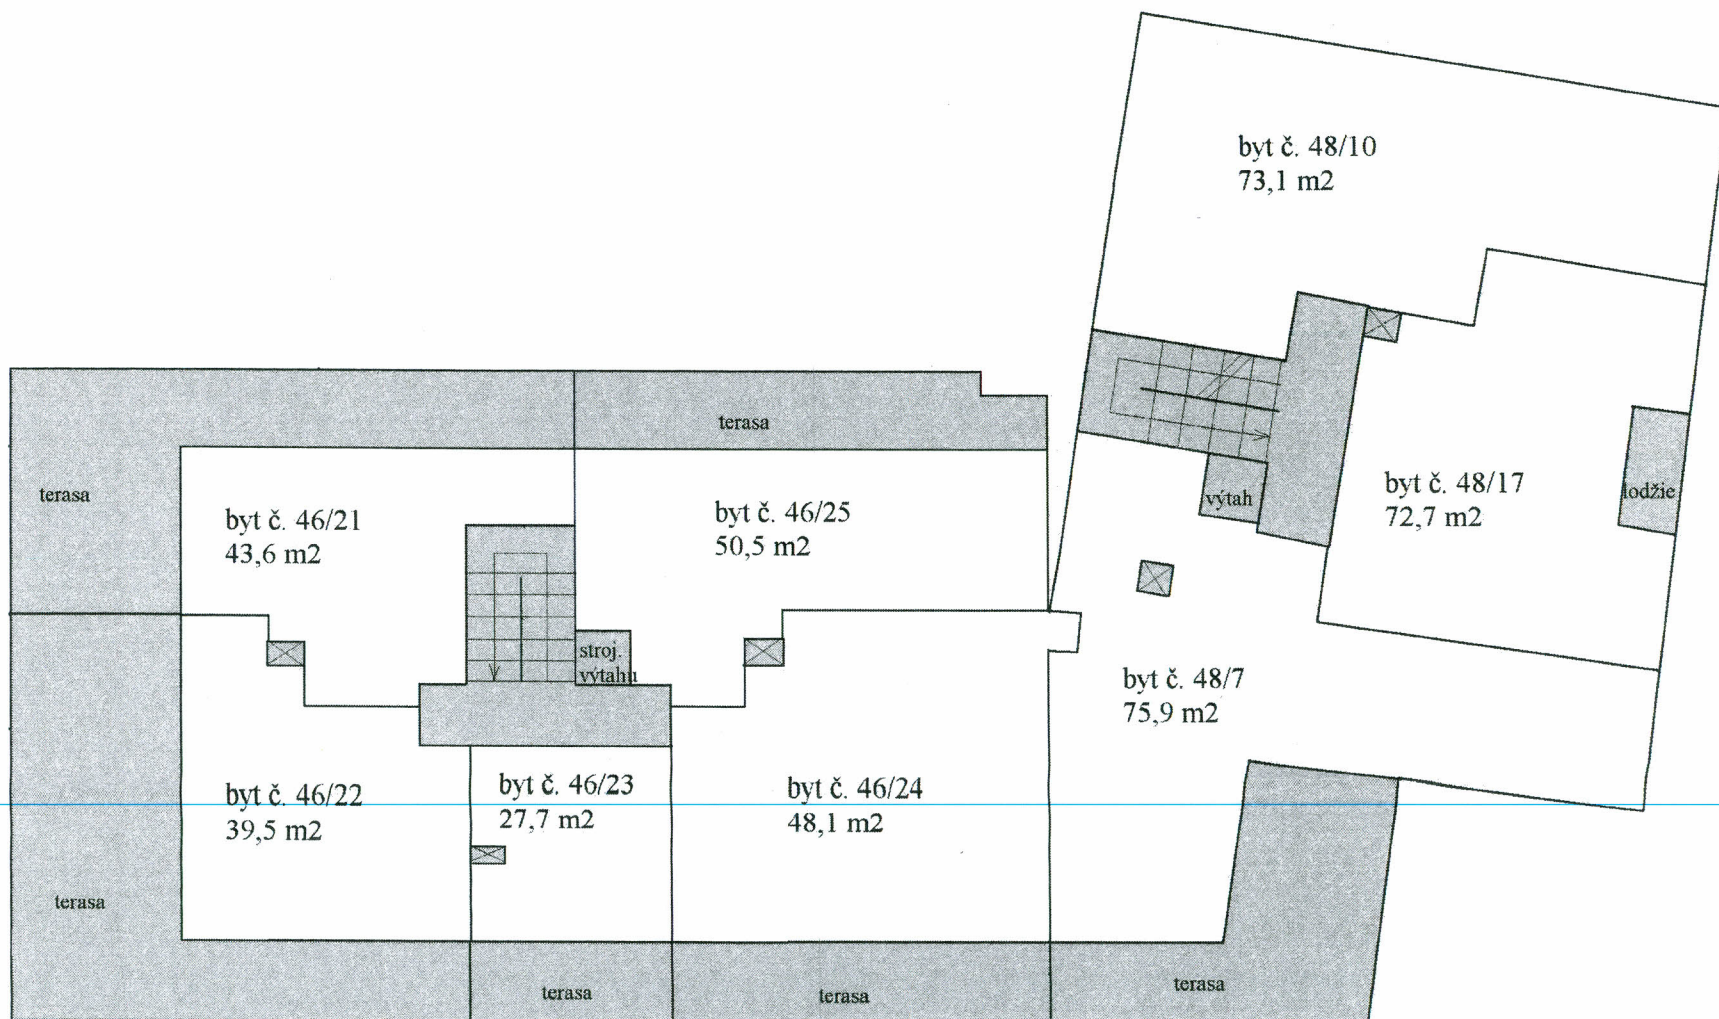 byt č. 48/10
73,1 m2
terasa
terasa
byt č. 46/21
43,6 m2
byt č. 46/25
50,5 m2
výtah
byt č. 48/17
72,7 m2
lodžie
stroj.
výtahu
byt č. 48/7
75,9 m2
byt č. 46/22
39,5 m2
byt č. 46/23
27,7 m2
byt č. 46/24
48,1 m2
terasa
terasa
terasa
terasa